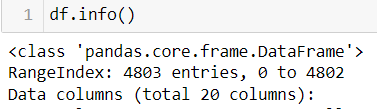 1 df.info()
<class 'pandas.core.frame.DataFrame'>
RangeIndex: 4803 entries, 0 to 4802
Data columns (total 20 columns):